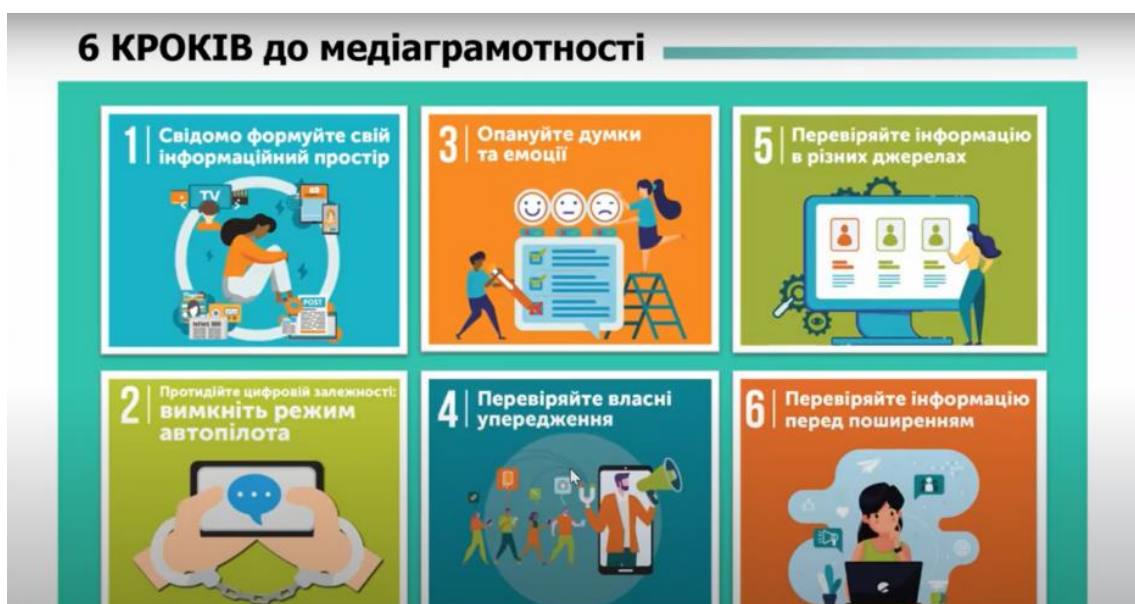 6 КРОКІВ до медіаграмотності
1 Свідомо формуйте свій
інформаційний простір
TV
POST
NEWS
2 Протидійте цифровій залежності:
вимкніть режим
автопілота
3 Опануйте думки
та емоції
4 Перевіряйте власні
упередження
5 Перевіряйте інформацію
в різних джерелах
6 Перевіряйте інформацію
перед поширенням